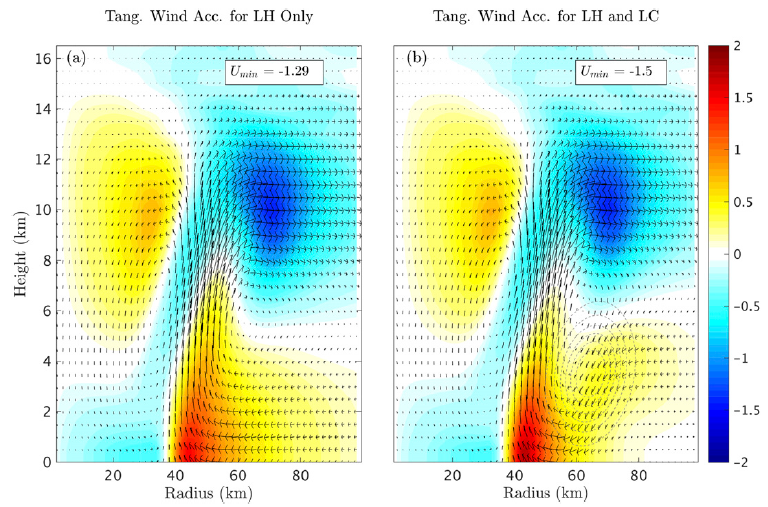 Tang. Wind Acc. for LH Only
Tang. Wind Acc. for LH and LC
(a)
U_min = -1.29
(b)
U_min = -1.5
16
14
12
10
8
6
4
2
0
Height (km)
20
40
60
80
Radius (km)
20
40
60
80
Radius (km)
2
1.5
1
0.5
0
-0.5
-1
-1.5
-2